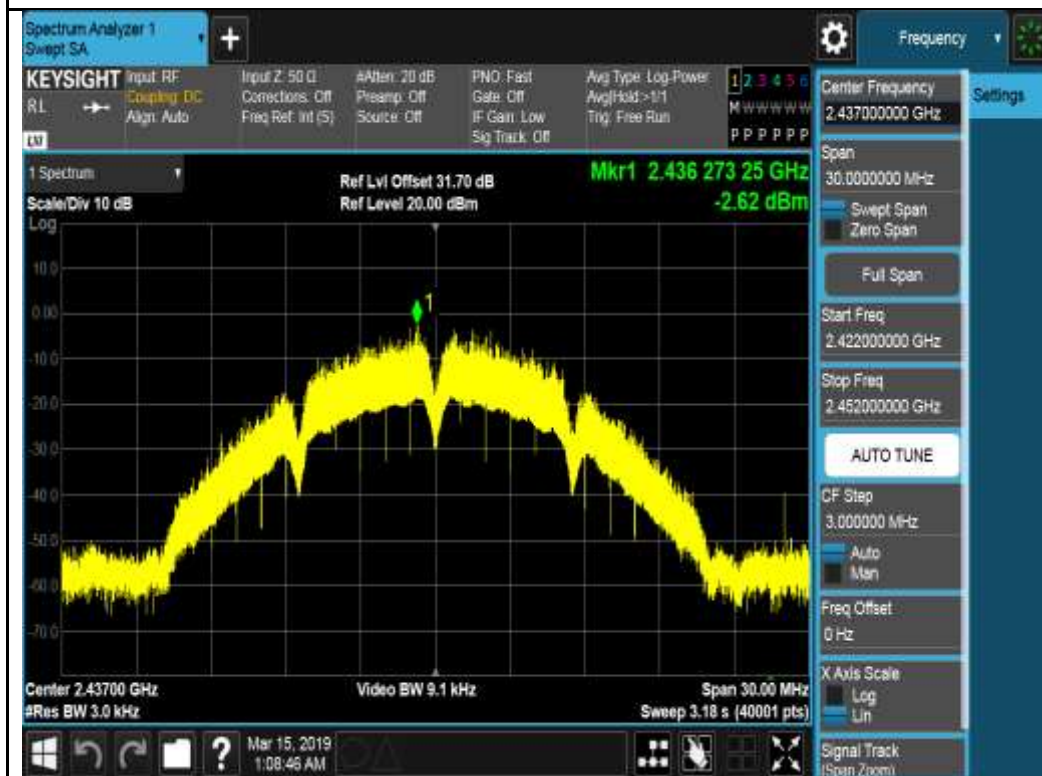 Spectrum Analyzer 1
Swept SA
+
Frequency
KEYSIGHT
RL
Input: RF
Coupling: DC
Align: Auto
Input Z: 50 Ω
Corrections: Off
Freq Ref: Int (S)
#Atten: 20 dB
Preamp: Off
Source: Off
PNO: Fast
Gate: Off
IF Gain: Low
Sig Track: Off
Avg Type: Log-Power
Avg|Hold:>1/1
Trig: Free Run
1 2 3 4 5 6
M W W W W W
P P P P P P
1 Spectrum
Scale/Div 10 dB
Log
Ref Lvl Offset 31.70 dB
Ref Level 20.00 dBm
Mkr1 2.436 273 25 GHz
-2.62 dBm
10.0
0.00
-10.0
-20.0
-30.0
-40.0
-50.0
-60.0
-70.0
1
Center 2.43700 GHz
#Res BW 3.0 kHz
Video BW 9.1 kHz
Span 30.00 MHz
Sweep 3.18 s (40001 pts)
?
Mar 15, 2019
1:08:46 AM
Center Frequency
2.437000000 GHz
Settings
Span
30.0000000 MHz
Swept Span
Zero Span
Full Span
Start Freq
2.422000000 GHz
Stop Freq
2.452000000 GHz
AUTO TUNE
CF Step
3.000000 MHz
Auto
Man
Freq Offset
0 Hz
X Axis Scale
Log
Lin
Signal Track
(Span Zoom)